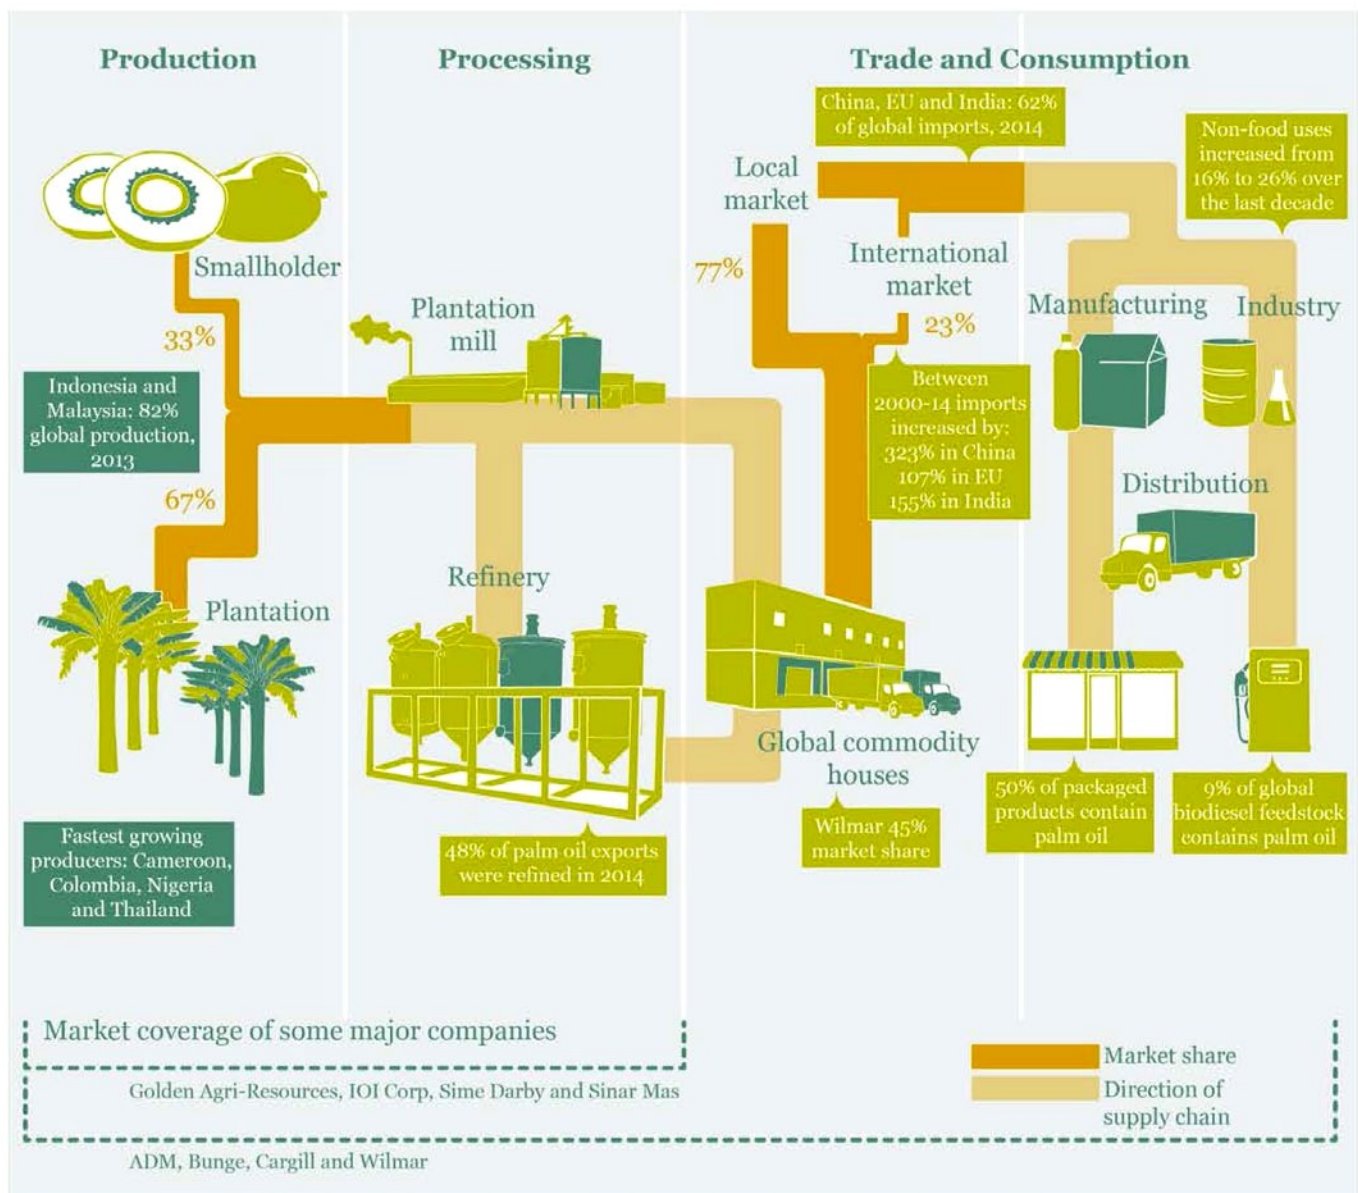 Production
Processing
Trade and Consumption
Smallholder
33%
Indonesia and
Malaysia: 82%
global production,
2013
67%
Plantation
Fastest growing
producers: Cameroon,
Colombia, Nigeria
and Thailand
Plantation
mill
Refinery
48% of palm oil exports
were refined in 2014
China, EU and India: 62%
of global imports, 2014
Local
market
77%
International
market
23%
Between
2000-14 imports
increased by:
323% in China
107% in EU
155% in India
Global commodity
houses
Wilmar 45%
market share
Non-food uses
increased from
16% to 26% over
the last decade
Manufacturing
Industry
Distribution
50% of packaged
products contain
palm oil
9% of global
biodiesel feedstock
contains palm oil
Market coverage of some major companies
Golden Agri-Resources, IOI Corp, Sime Darby and Sinar Mas
ADM, Bunge, Cargill and Wilmar
Market share
Direction of
supply chain